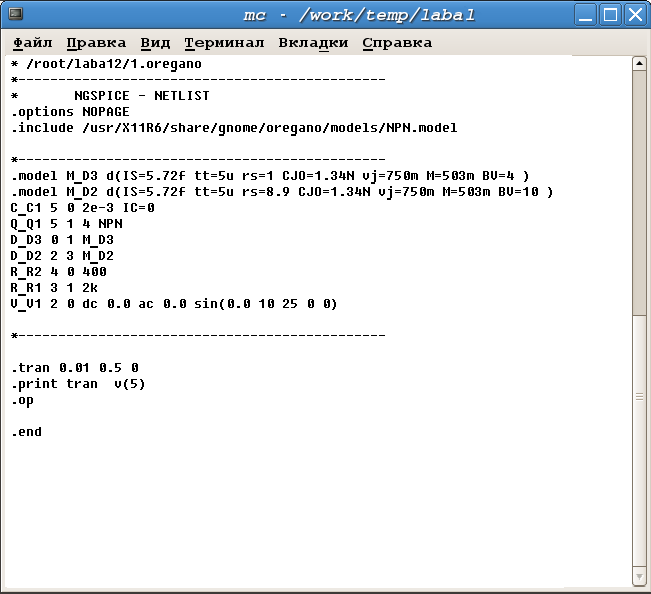 mc - /work/temp/laba1
Файл Правка Вид Терминал Вкладки Справка
* /root/laba12/1.oregano
*----------------------------------------------
*       NGSPICE - NETLIST
.options NOPAGE
.include /usr/X11R6/share/gnome/oregano/models/NPN.model
*----------------------------------------------
.model M_D3 d(IS=5.72f tt=5u rs=1 CJO=1.34N vj=750m M=503m BV=4 )
.model M_D2 d(IS=5.72f tt=5u rs=8.9 CJO=1.34N vj=750m M=503m BV=10 )
C_C1 5 0 2e-3 IC=0
Q_Q1 5 1 4 NPN
D_D3 0 1 M_D3
D_D2 2 3 M_D2
R_R2 4 0 400
R_R1 3 1 2k
V_V1 2 0 dc 0.0 ac 0.0 sin(0.0 10 25 0 0)
*----------------------------------------------
.tran 0.01 0.5 0
.print tran  v(5)
.op
.end